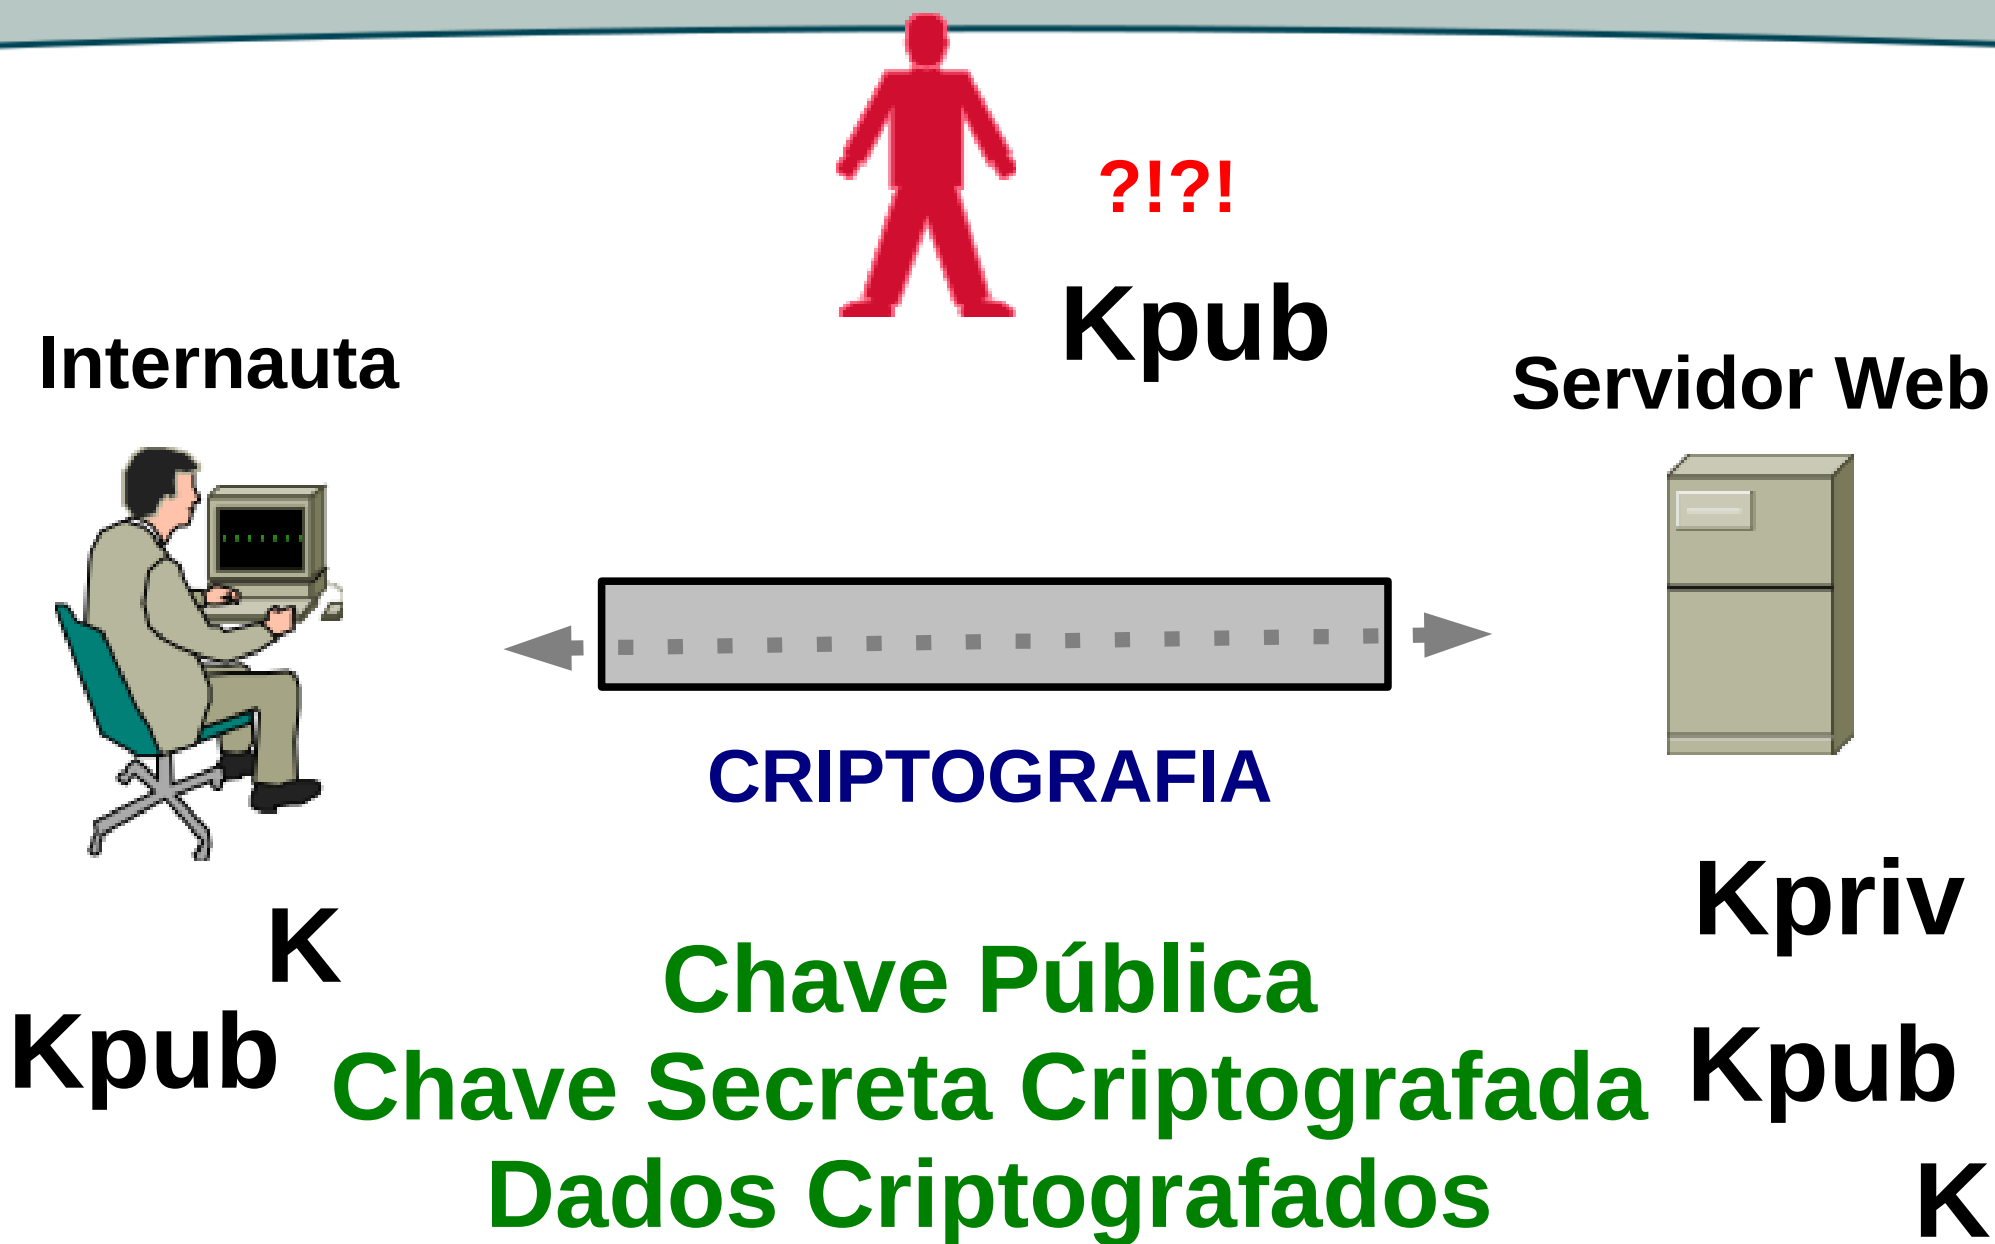 ?!?!
Kpub
Internauta
Servidor Web
CRIPTOGRAFIA
Kpriv
K
Chave Pública
Kpub
Kpub
Chave Secreta Criptografada
Dados Criptografados
K